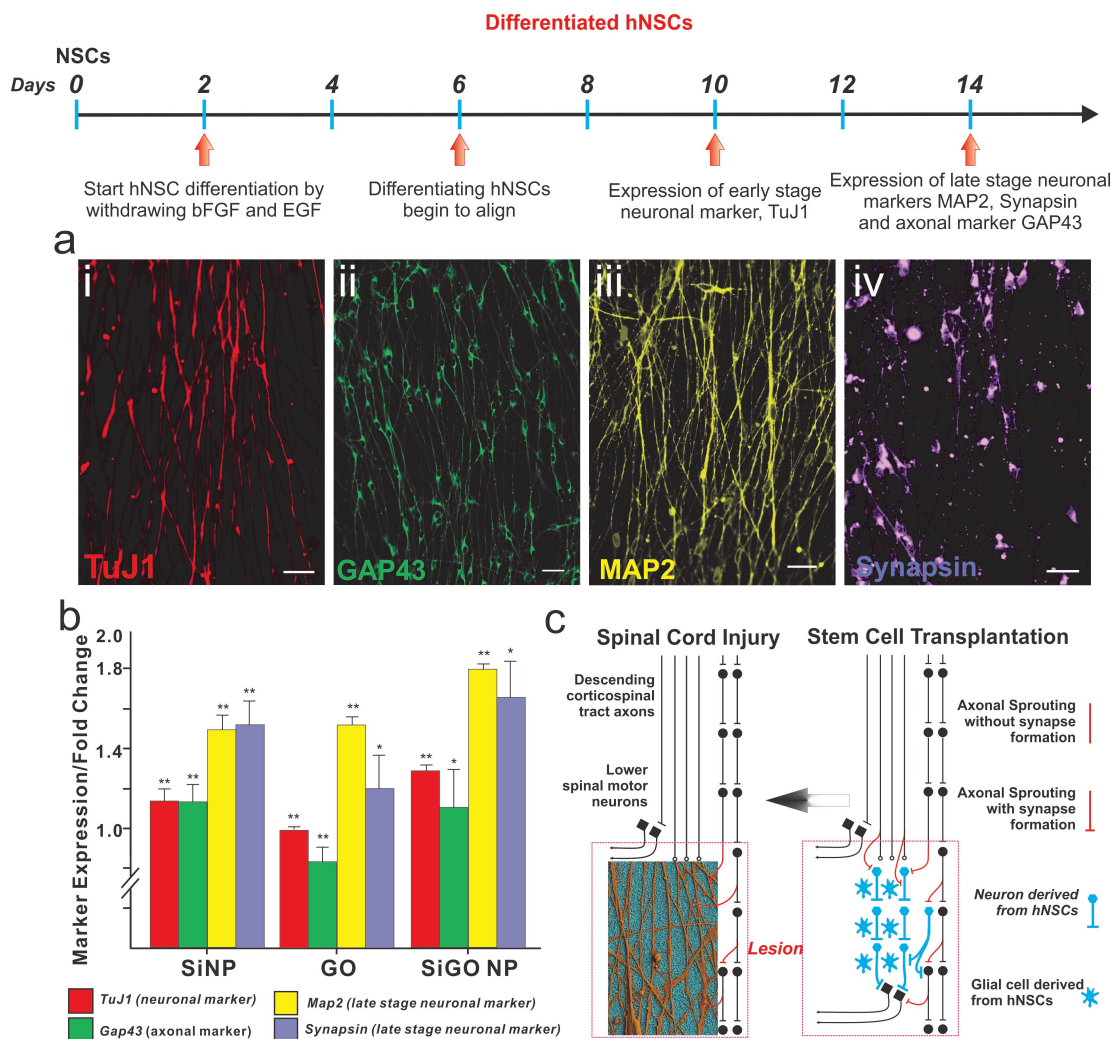 Differentiated hNSCs
NSCs
Days 0 2 4 6 8 10 12 14
Start hNSC differentiation by
withdrawing bFGF and EGF
Differentiating hNSCs
begin to align
Expression of early stage
neuronal marker, TuJ1
Expression of late stage neuronal
markers MAP2, Synapsin
and axonal marker GAP43
a
i
TuJ1
ii
GAP43
iii
MAP2
iv
Synapsin
b
Marker Expression/Fold Change
2.0
1.8
1.4
1.0
** ** ** **
** ** ** *
** * ** *
SiNP GO SiGO NP
TuJ1 (neuronal marker)
Gap43 (axonal marker)
Map2 (late stage neuronal marker)
Synapsin (late stage neuronal marker)
c
Spinal Cord Injury
Stem Cell Transplantation
Descending
corticospinal
tract axons
Lower
spinal motor
neurons
Lesion
Axonal Sprouting
without synapse
formation
Axonal Sprouting
with synapse
formation
Neuron derived
from hNSCs
Glial cell derived
from hNSCs